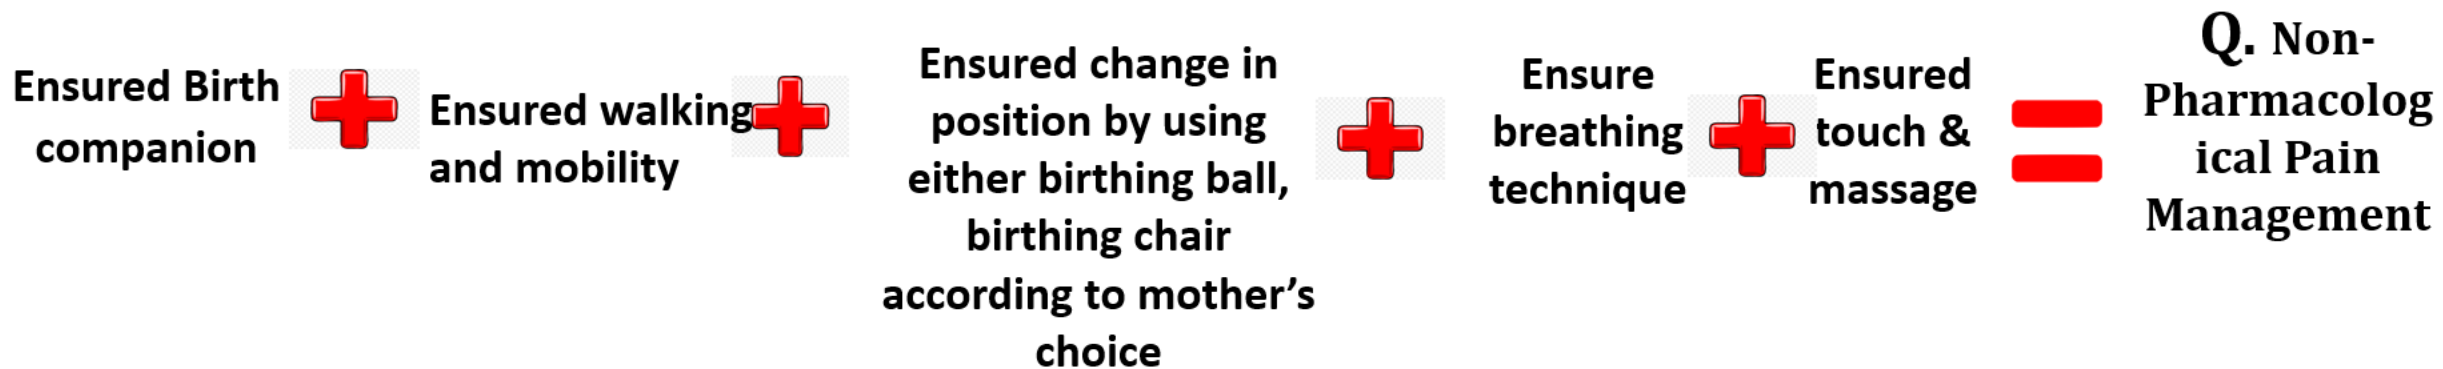 Ensured Birth
companion
Ensured walking
and mobility
Ensured change in
position by using
either birthing ball,
birthing chair
according to mother’s
choice
Ensure
breathing
technique
Ensured
touch &
massage
Q. Non-
Pharmacolog
ical Pain
Management